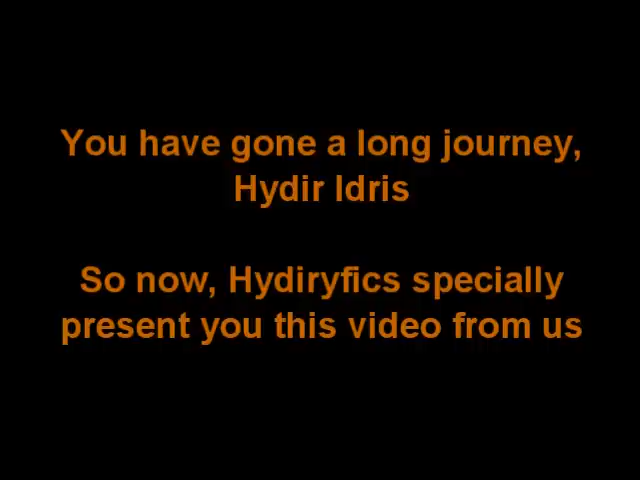 You have gone a long journey,
Hydir Idris
So now, Hydiryfics specially
present you this video from us